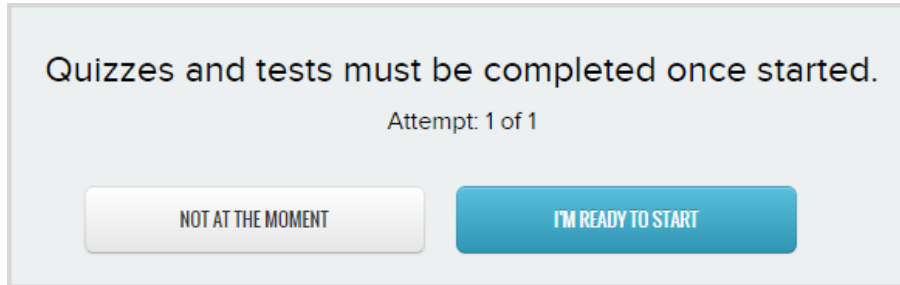 Quizzes and tests must be completed once started.
Attempt: 1 of 1
NOT AT THE MOMENT
I'M READY TO START